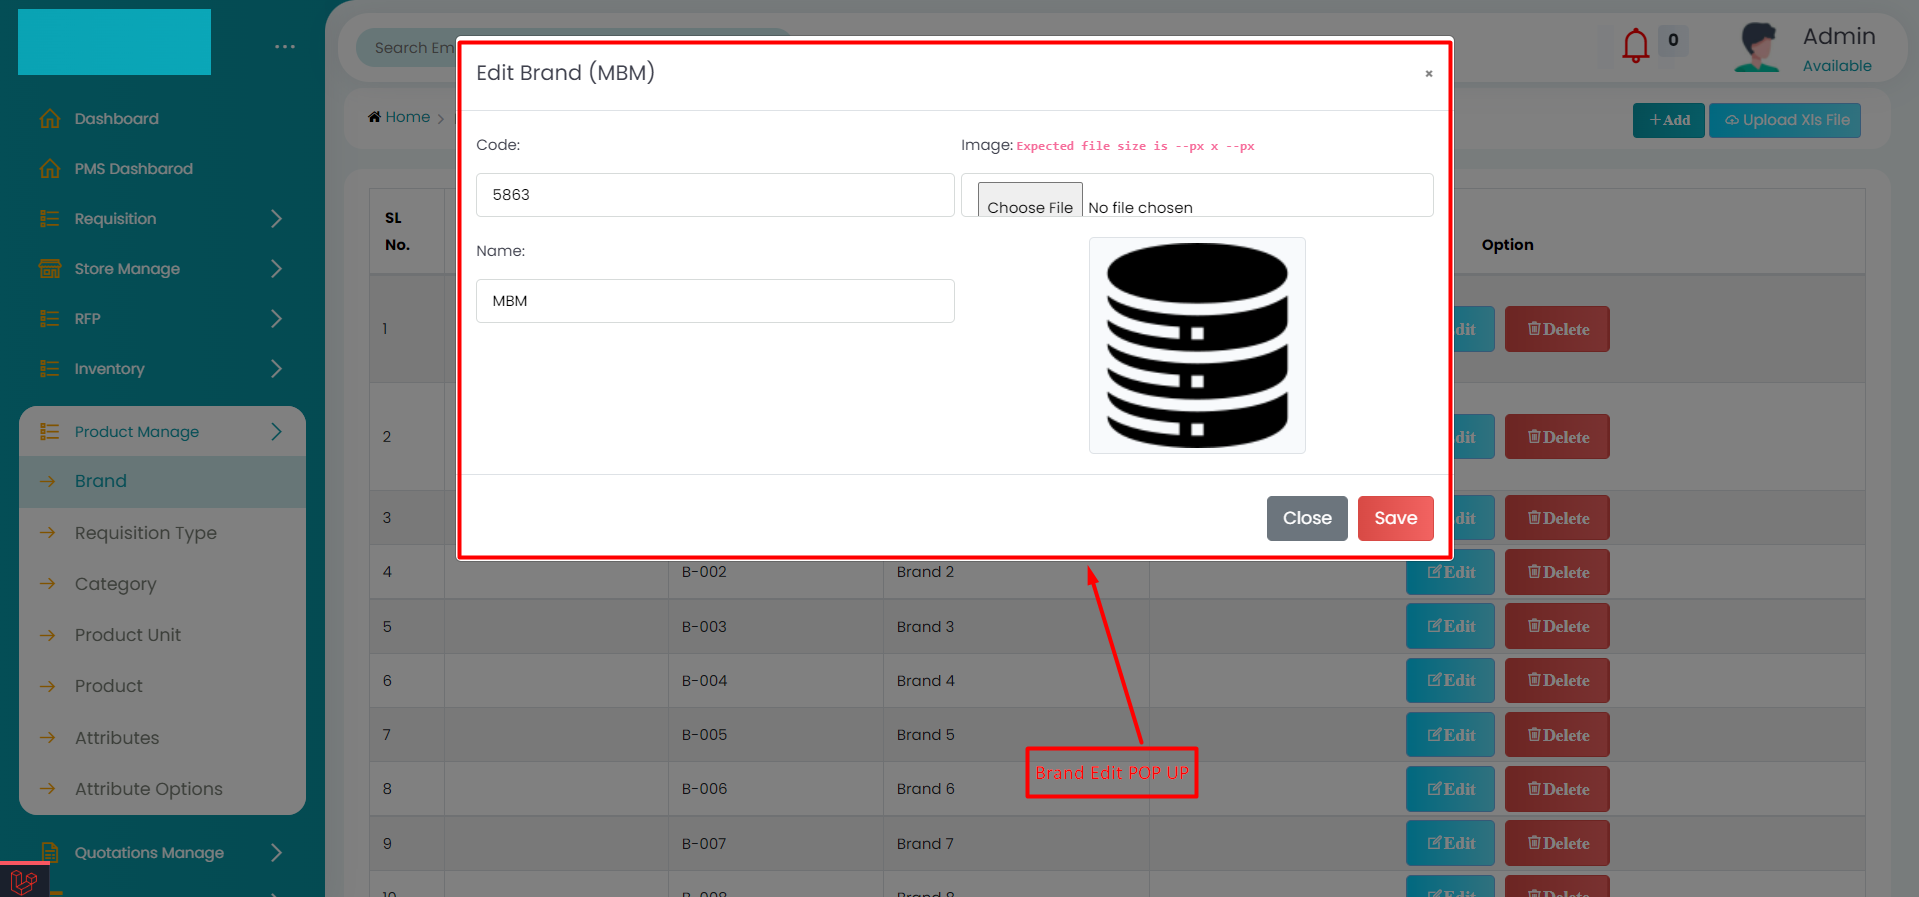 ...
Search Em
0
Admin
Available
Dashboard
PMS Dashbarod
Requisition
Store Manage
RFP
Inventory
Product Manage
Brand
Requisition Type
Category
Product Unit
Product
Attributes
Attribute Options
Quotations Manage
Home >
+Add
Upload Xls File
Edit Brand (MBM)
×
Code:
5863
Image: Expected file size is --px x --px
Choose File No file chosen
Name:
MBM
Close Save
SL No. Option
1 dit Delete
2 dit Delete
3 dit Delete
4 B-002 Brand 2 Edit Delete
5 B-003 Brand 3 Edit Delete
6 B-004 Brand 4 Edit Delete
7 B-005 Brand 5 Edit Delete
8 B-006 Brand 6 Edit Delete
9 B-007 Brand 7 Edit Delete
10 B-008 Brand 8 Edit Delete
Brand Edit POP UP